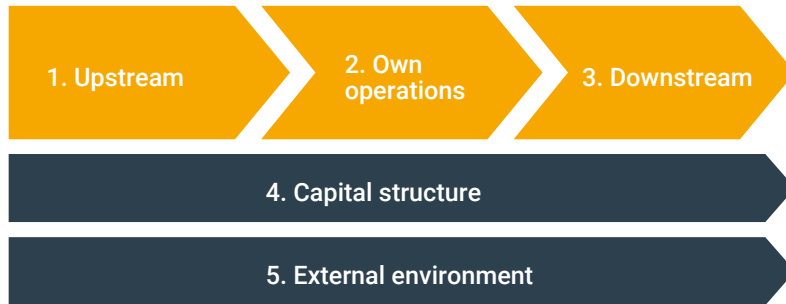 1. Upstream
2. Own
operations
3. Downstream
4. Capital structure
5. External environment